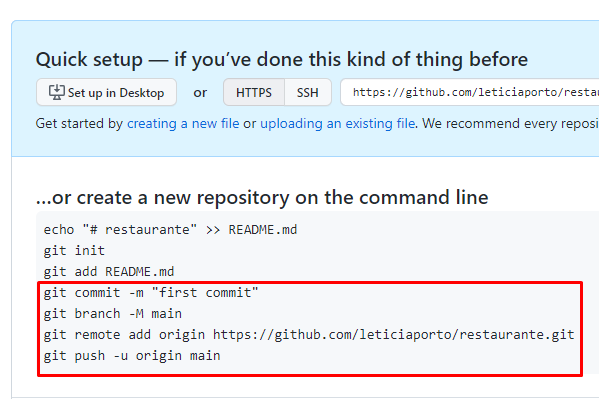 Quick setup — if you've done this kind of thing before
Set up in Desktop or HTTPS SSH https://github.com/leticiaporto/resta
Get started by creating a new file or uploading an existing file. We recommend every reposi
...or create a new repository on the command line
echo "# restaurante" >> README.md
git init
git add README.md
git commit -m "first commit"
git branch -M main
git remote add origin https://github.com/leticiaporto/restaurante.git
git push -u origin main